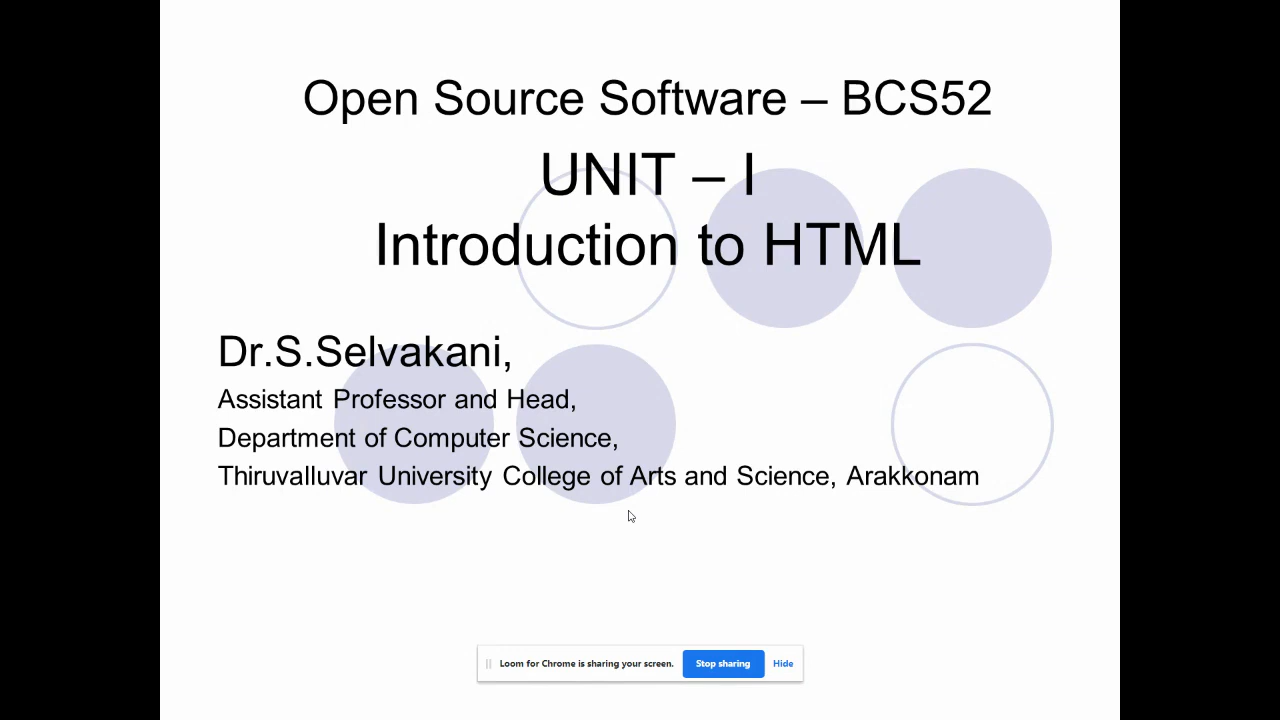 Open Source Software – BCS52
UNIT – I
Introduction to HTML
Dr.S.Selvakani,
Assistant Professor and Head,
Department of Computer Science,
Thiruvalluvar University College of Arts and Science, Arakkonam
Loom for Chrome is sharing your screen. Stop sharing Hide